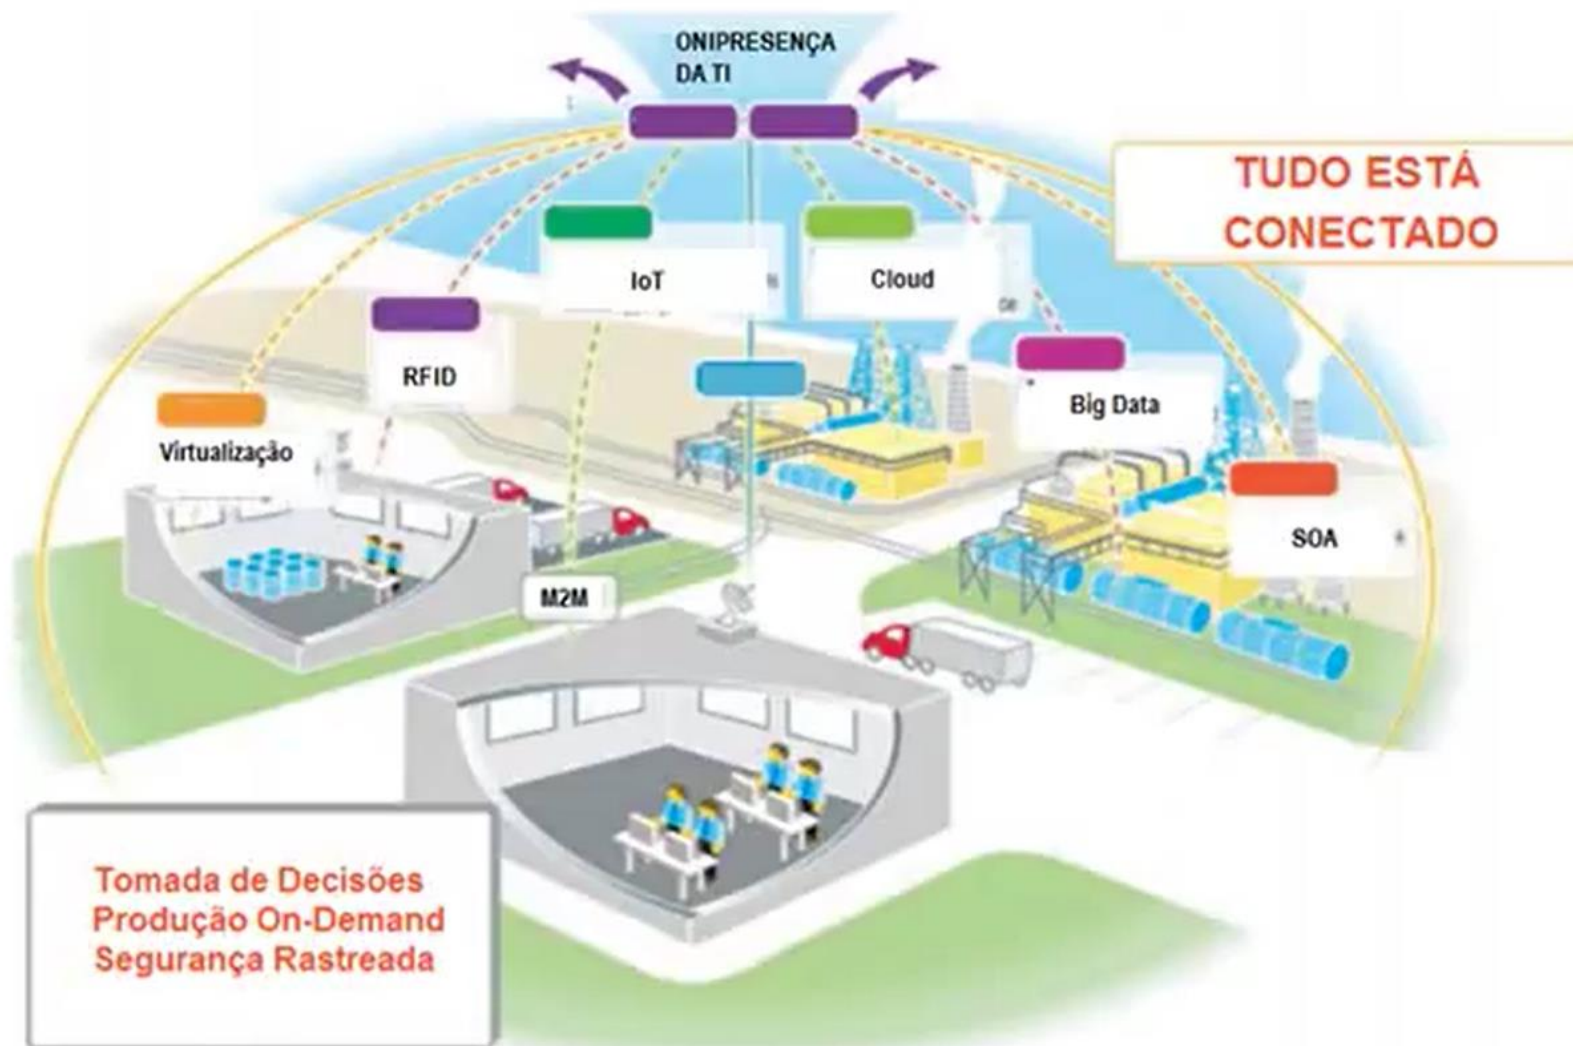 ONIPRESENÇA
DA TI
TUDO ESTÁ
CONECTADO
IoT
Cloud
RFID
Big Data
Virtualização
SOA
M2M
Tomada de Decisões
Produção On-Demand
Segurança Rastreada